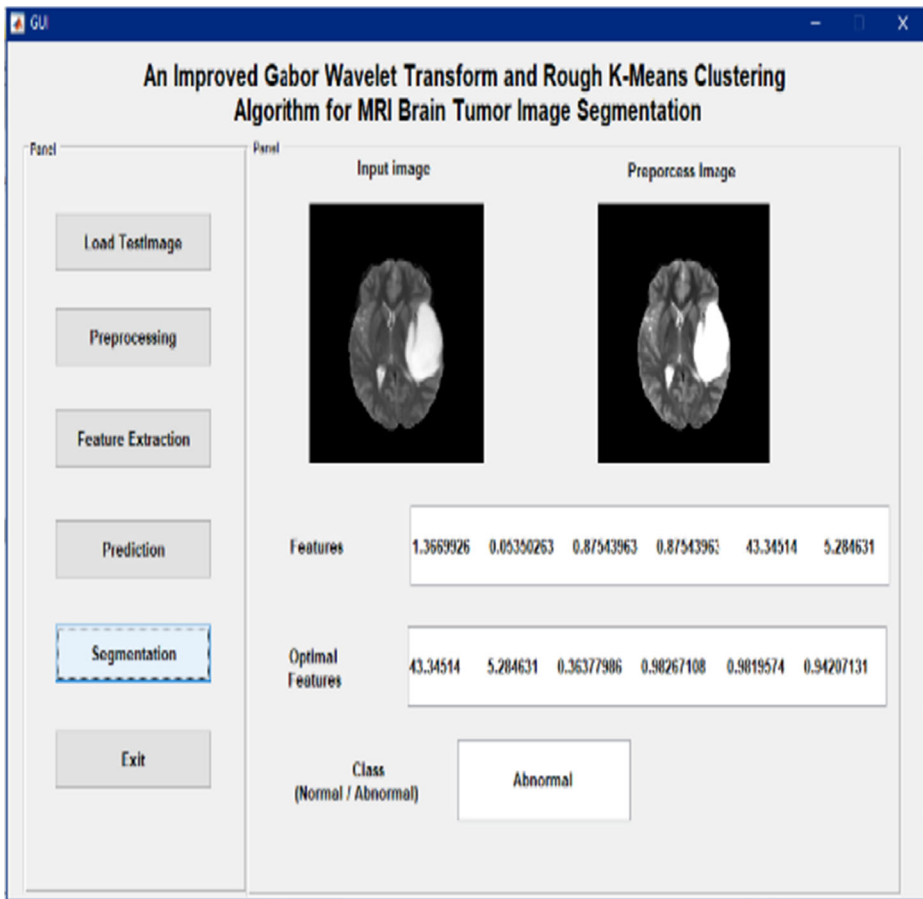 GUI
An Improved Gabor Wavelet Transform and Rough K-Means Clustering
Algorithm for MRI Brain Tumor Image Segmentation
Panel
Load TestImage
Preprocessing
Feature Extraction
Prediction
Segmentation
Exit
Panel
Input image
Preporcess Image
Features
1.3669926 0.05350263 0.87543963 0.87543963 43.34514 5.284631
Optimal
Features
43.34514 5.284631 0.36377986 0.98267108 0.9819574 0.94207131
Class
(Normal / Abnormal)
Abnormal